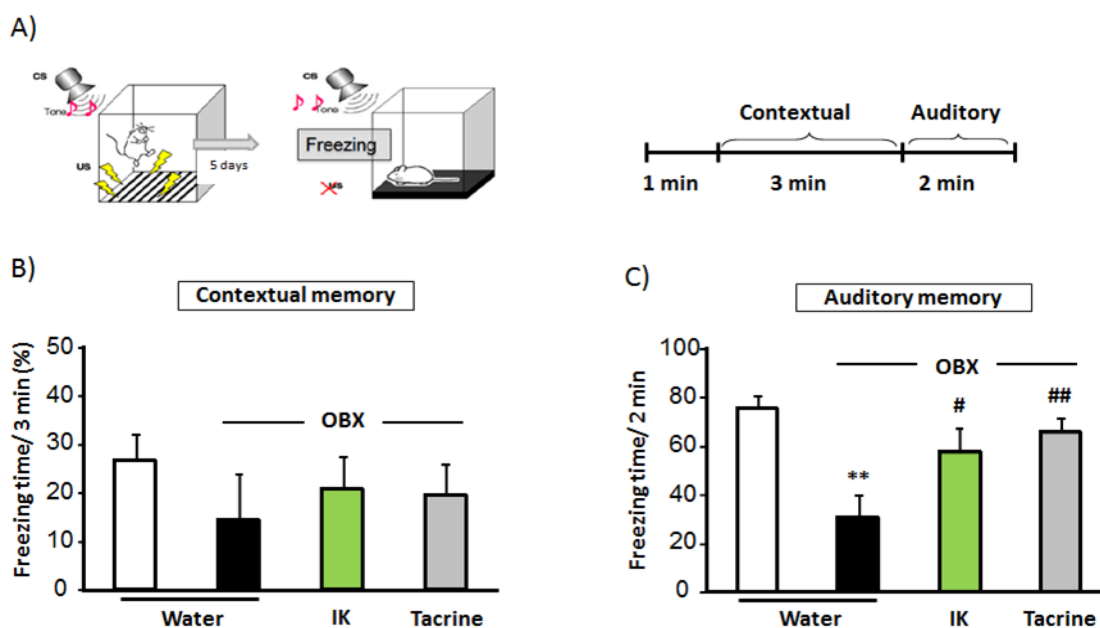 A)
CS
Tone
US
5 days
CS
Tone
Freezing
US
Contextual
Auditory
1 min
3 min
2 min
B)
Contextual memory
Freezing time/ 3 min (%)
50
40
30
20
10
0
OBX
Water
IK
Tacrine
C)
Auditory memory
Freezing time/ 2 min
100
80
60
40
20
0
OBX
**
#
##
Water
IK
Tacrine